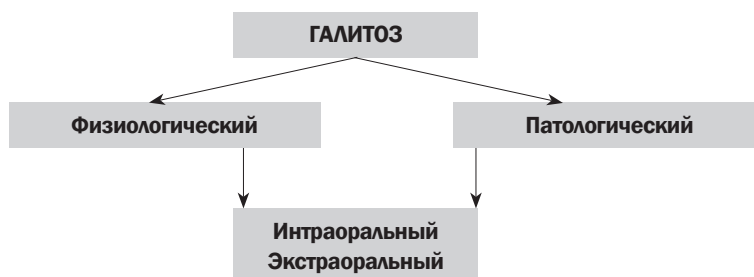 ГАЛИТОЗ
Физиологический
Патологический
Интраоральный
Экстраоральный